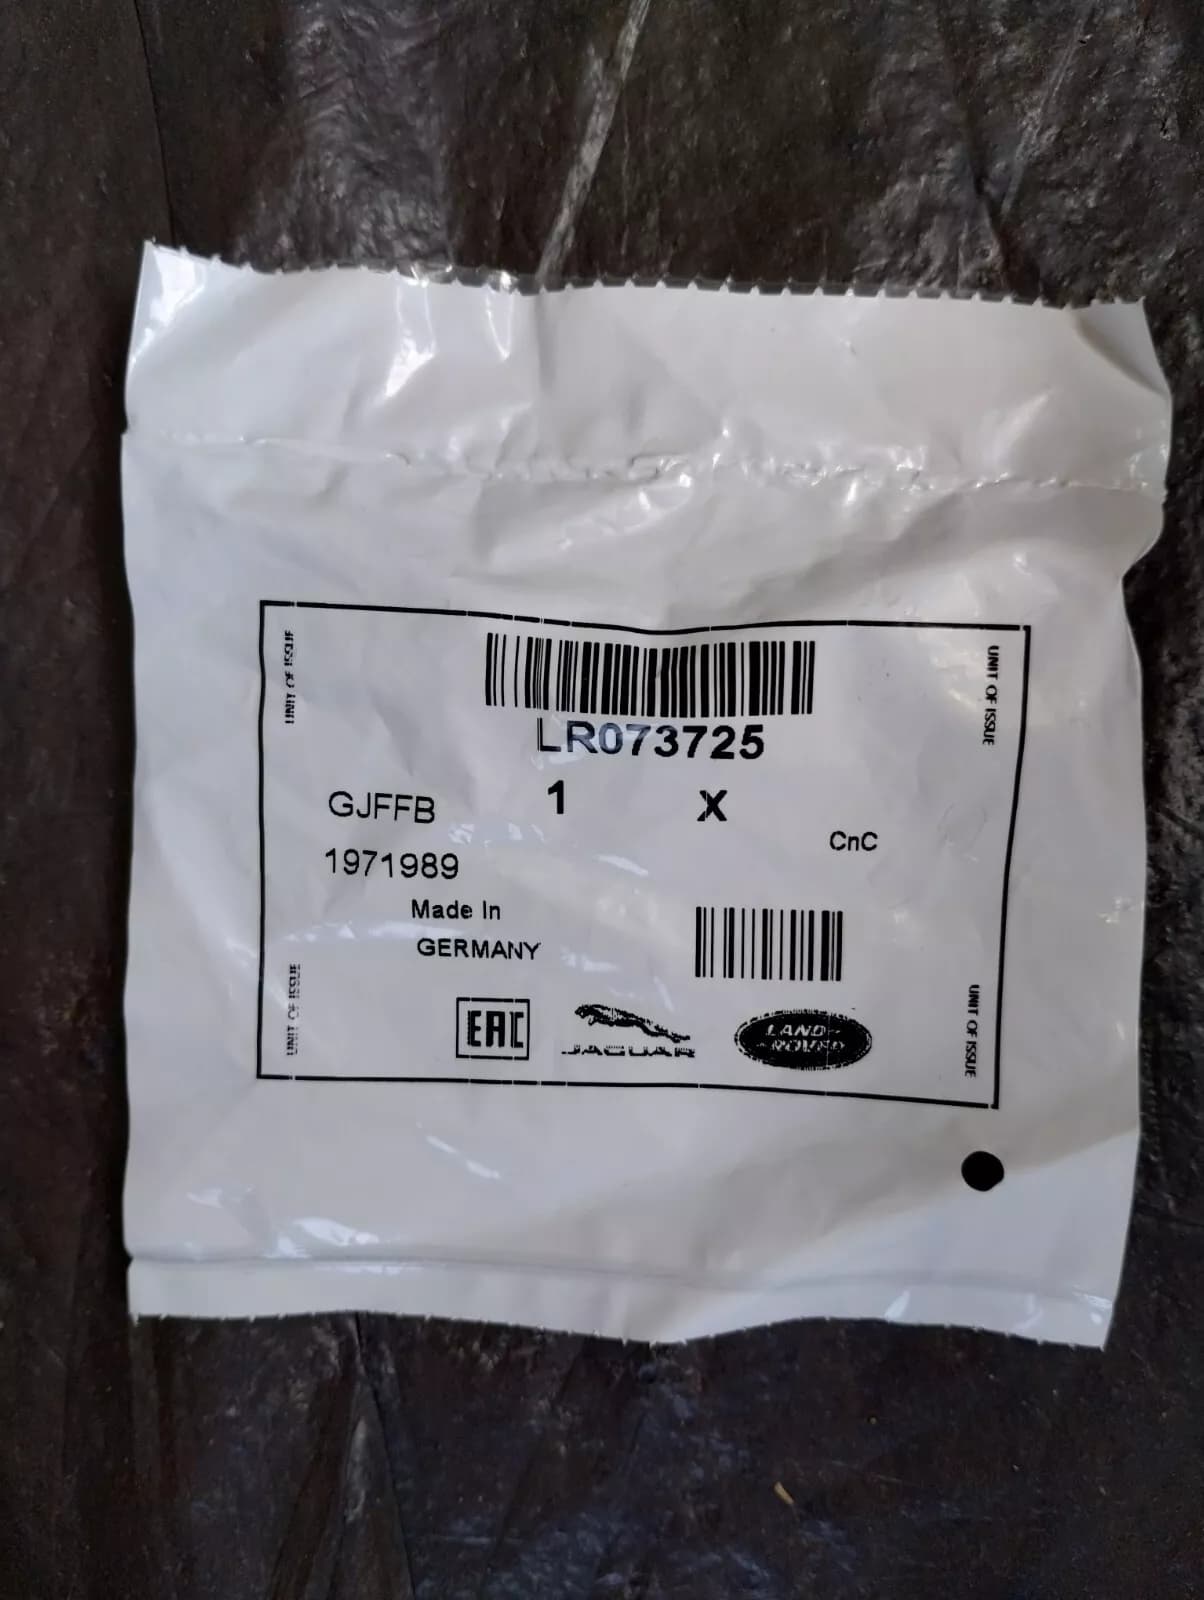 UNIT OF ISSUE
UNIT OF ISSUE
LR073725
1 X
GJFFB
CnC
1971989
Made In
GERMANY
UNIT OF ISSUE
UNIT OF ISSUE
EAC
JAGUAR
LAND
ROVER